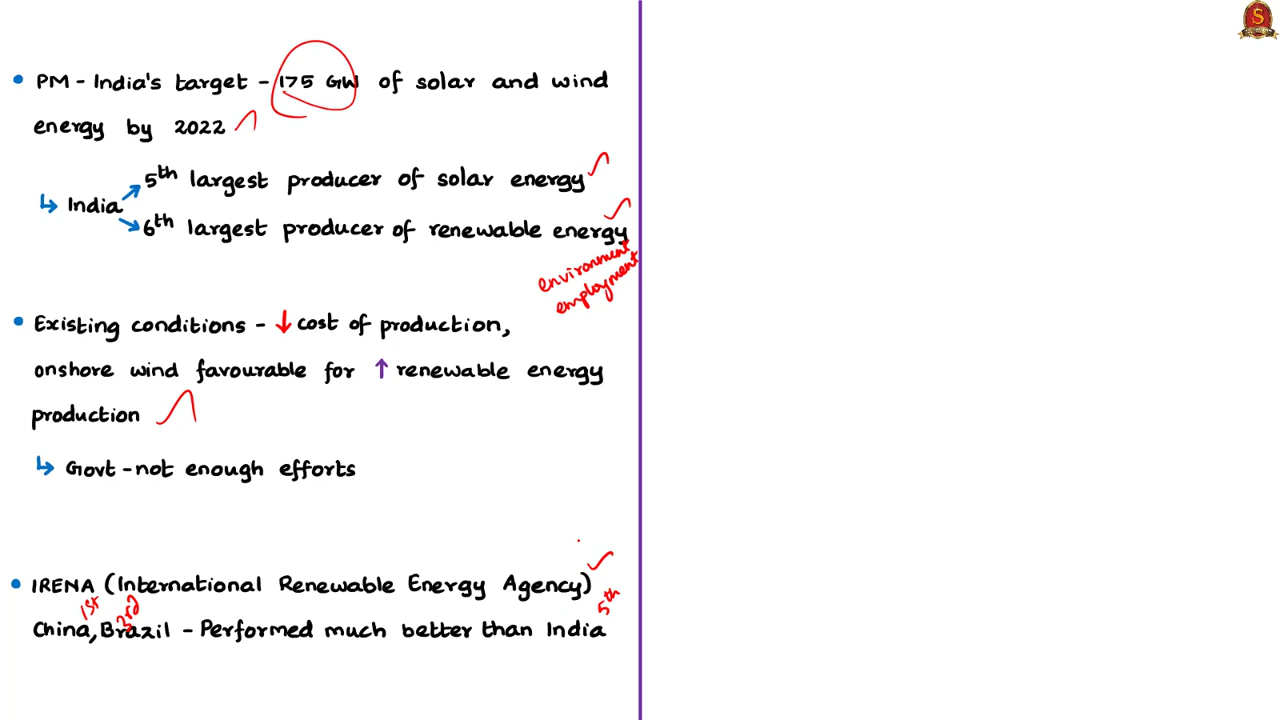 PM - India's target - 175 GW of solar and wind
energy by 2022
5th largest producer of solar energy
India
6th largest producer of renewable energy
environment
employment
Existing conditions - ↓ cost of production,
onshore wind favourable for ↑ renewable energy
production
Govt - not enough efforts
IRENA (International Renewable Energy Agency)
1st 3rd 5th
China, Brazil - Performed much better than India
S